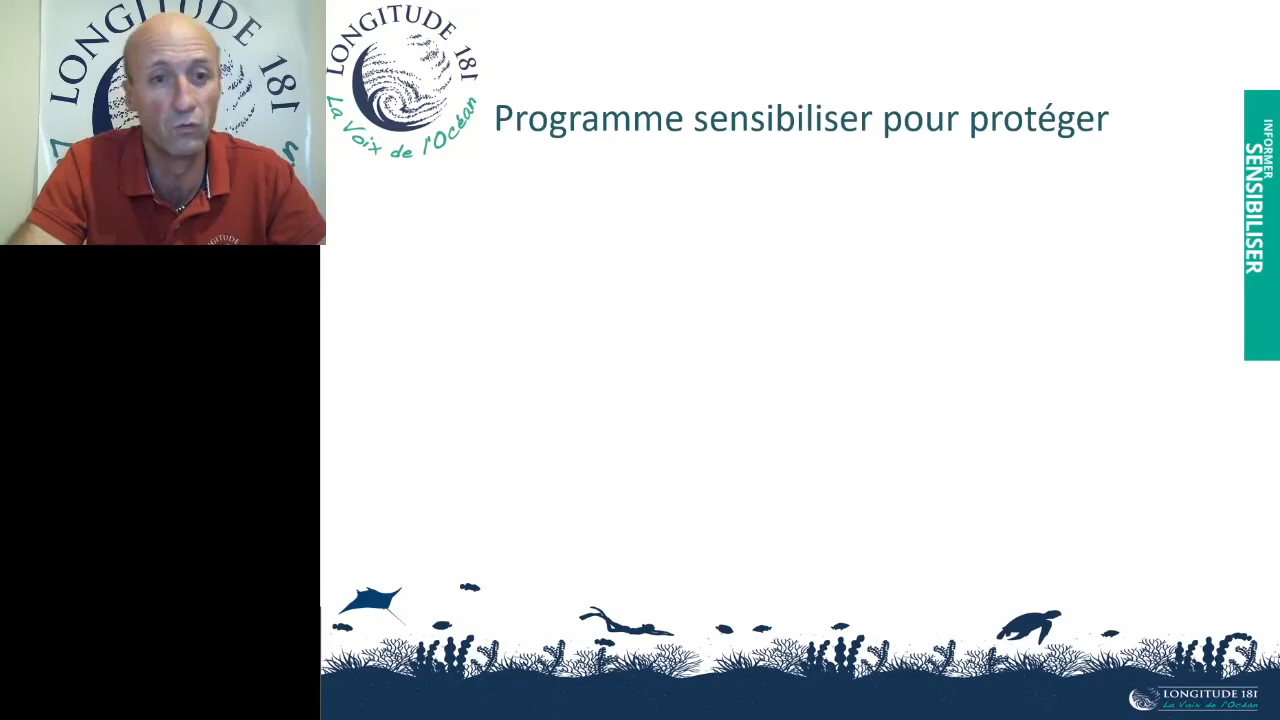 LONGITUDE 181
LONGITUDE
LONGITUDE 181
La Voix de l'Océan
Programme sensibiliser pour protéger
INFORMER
SENSIBILISER
LONGITUDE 181
La Voix de l'Océan